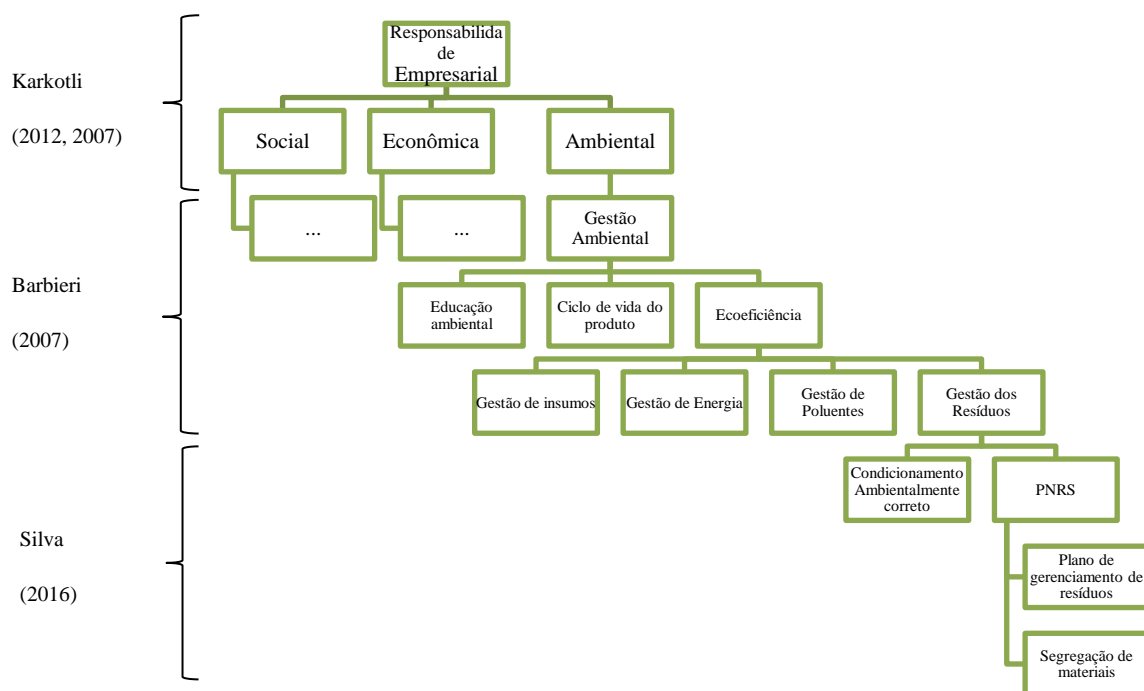 Responsabilida
de
Empresarial
Karkotli
(2012, 2007)
Social
Econômica
Ambiental
...
...
Gestão
Ambiental
Barbieri
(2007)
Educação
ambiental
Ciclo de vida do
produto
Ecoeficiência
Gestão de insumos
Gestão de Energia
Gestão de
Poluentes
Gestão dos
Resíduos
Silva
(2016)
Condicionamento
Ambientalmente
correto
PNRS
Plano de
gerenciamento de
resíduos
Segregação de
materiais